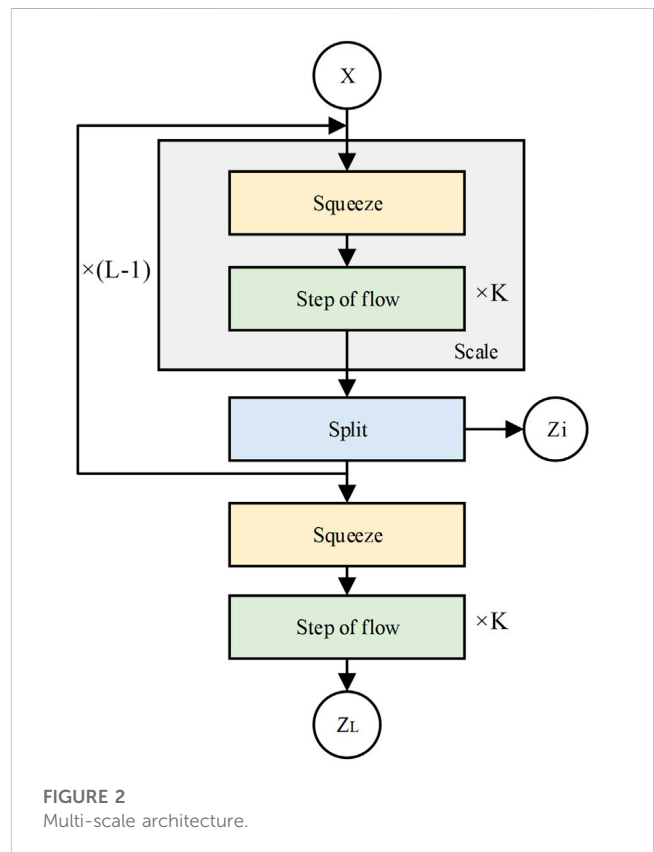 X
Squeeze
×(L-1)
Step of flow
×K
Scale
Split
Zi
Squeeze
Step of flow
×K
ZL
FIGURE 2
Multi-scale architecture.